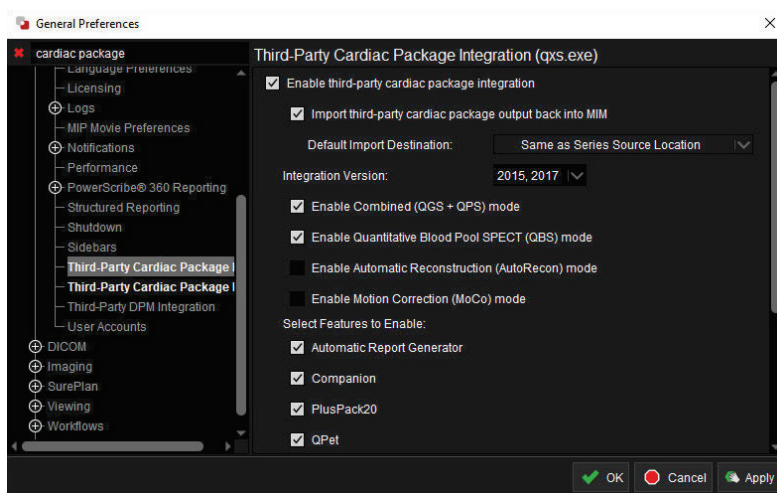 General Preferences
cardiac package
Language Preferences
Licensing
Logs
MIP Movie Preferences
Notifications
Performance
PowerScribe® 360 Reporting
Structured Reporting
Shutdown
Sidebars
Third-Party Cardiac Package I
Third-Party Cardiac Package I
Third-Party DPM Integration
User Accounts
DICOM
Imaging
SurePlan
Viewing
Workflows
Third-Party Cardiac Package Integration (qxs.exe)
Enable third-party cardiac package integration
Import third-party cardiac package output back into MIM
Default Import Destination: Same as Series Source Location
Integration Version: 2015, 2017
Enable Combined (QGS + QPS) mode
Enable Quantitative Blood Pool SPECT (QBS) mode
Enable Automatic Reconstruction (AutoRecon) mode
Enable Motion Correction (MoCo) mode
Select Features to Enable:
Automatic Report Generator
Companion
PlusPack20
QPet
OK Cancel Apply